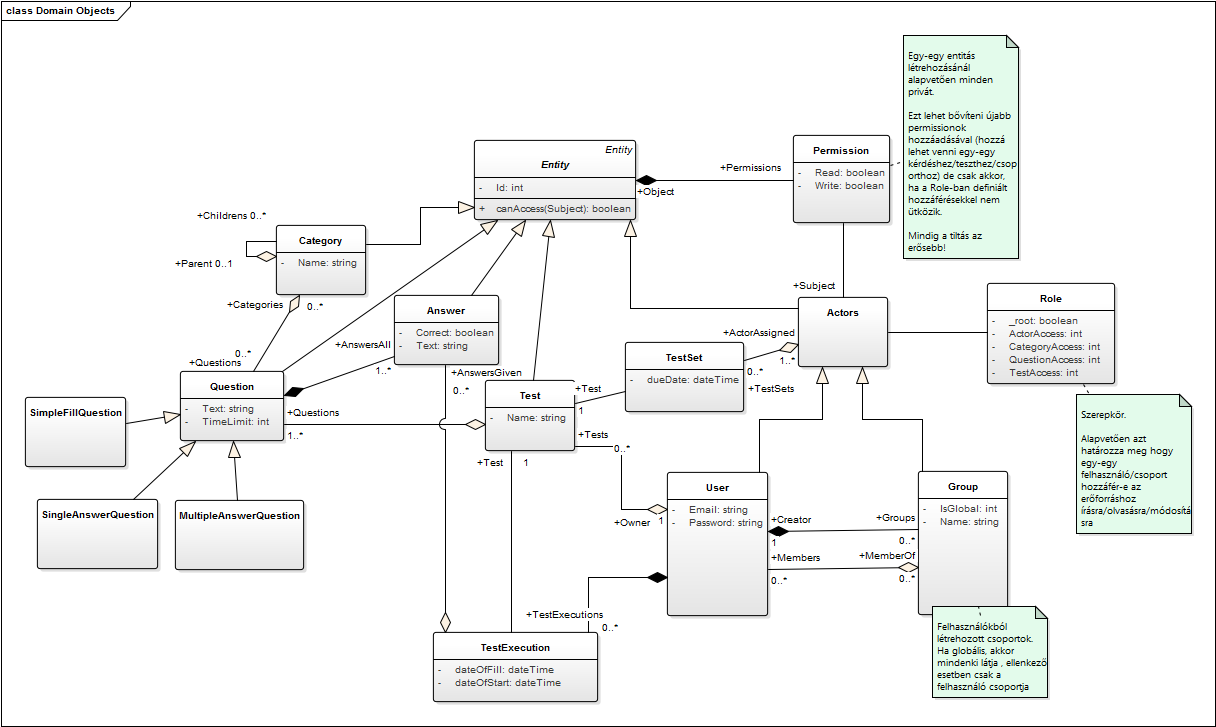 class Domain Objects
Egy-egy entitás
létrehozásánál
alapvetően minden
privát.
Ezt lehet bővíteni újabb
permissionok
hozzáadásával (hozzá
lehet venni egy-egy
kérdéshez/teszthez/csop
orthoz) de csak akkor,
ha a Role-ban definiált
hozzáférésekkel nem
ütközik.
Mindig a tiltás az
erősebb!
Entity
Entity
- Id: int
+ canAccess(Subject): boolean
+Permissions
+Object
Permission
- Read: boolean
- Write: boolean
+Childrens 0..*
+Parent 0..1
Category
- Name: string
+Categories
0..*
+Subject
Actors
Role
- _root: boolean
- ActorAccess: int
- CategoryAccess: int
- QuestionAccess: int
- TestAccess: int
Answer
- Correct: boolean
- Text: string
+ActorAssigned
1..*
+AnswersAll
1..*
0..*
+Questions
TestSet
- dueDate: dateTime
0..*
+TestSets
+AnswersGiven
0..*
Question
- Text: string
- TimeLimit: int
Test
- Name: string
+Test
1
SimpleFillQuestion
+Questions
1..*
+Tests
0..*
+Test
1
Szerepkör.
Alapvetően azt
határozza meg hogy
egy-egy
felhasználó/csoport
hozzáfér-e az
erőforráshoz
írásra/olvasásra/módosítá
sra
User
- Email: string
- Password: string
Group
- IsGlobal: int
- Name: string
SingleAnswerQuestion
MultipleAnswerQuestion
+Owner
1
+Creator
1
+Groups
0..*
+Members
0..*
+MemberOf
0..*
+TestExecutions
0..*
TestExecution
- dateOfFill: dateTime
- dateOfStart: dateTime
Felhasználókból
létrehozott csoportok.
Ha globális, akkor
mindenki látja , ellenkező
esetben csak a
felhasználó csoportja